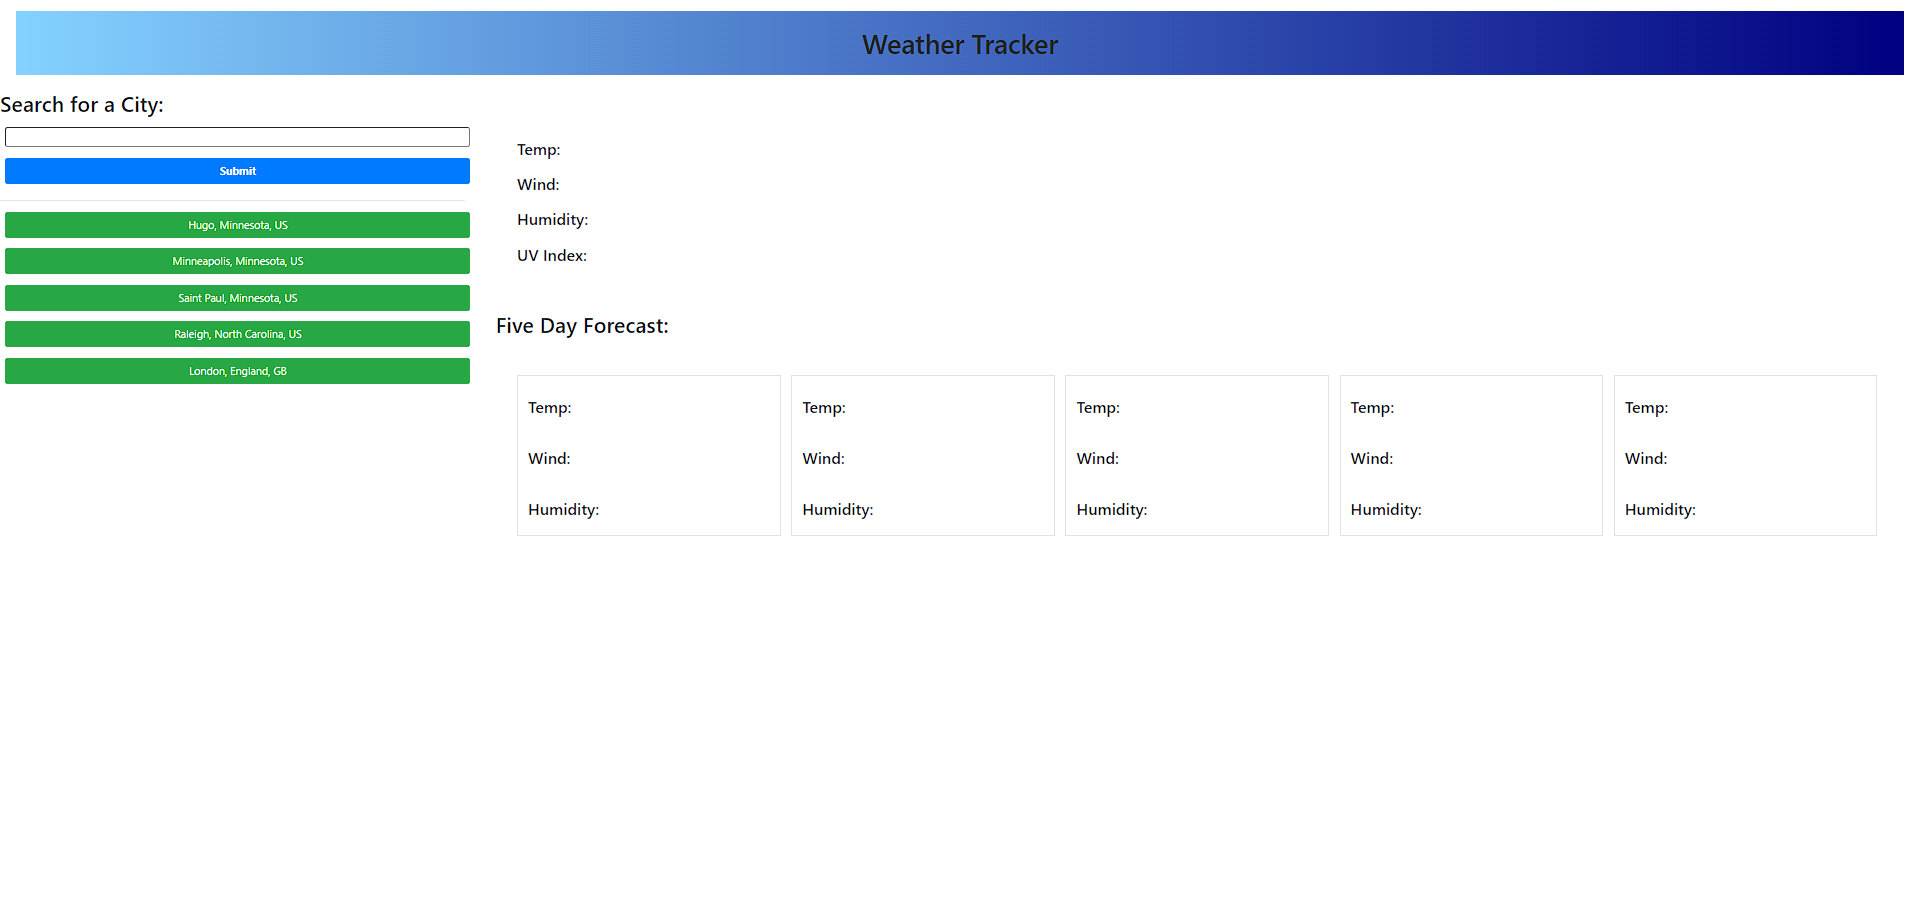 Weather Tracker
Search for a City:
Submit
Hugo, Minnesota, US
Minneapolis, Minnesota, US
Saint Paul, Minnesota, US
Raleigh, North Carolina, US
London, England, GB
Temp:
Wind:
Humidity:
UV Index:
Five Day Forecast:
Temp:
Wind:
Humidity:
Temp:
Wind:
Humidity:
Temp:
Wind:
Humidity:
Temp:
Wind:
Humidity:
Temp:
Wind:
Humidity: